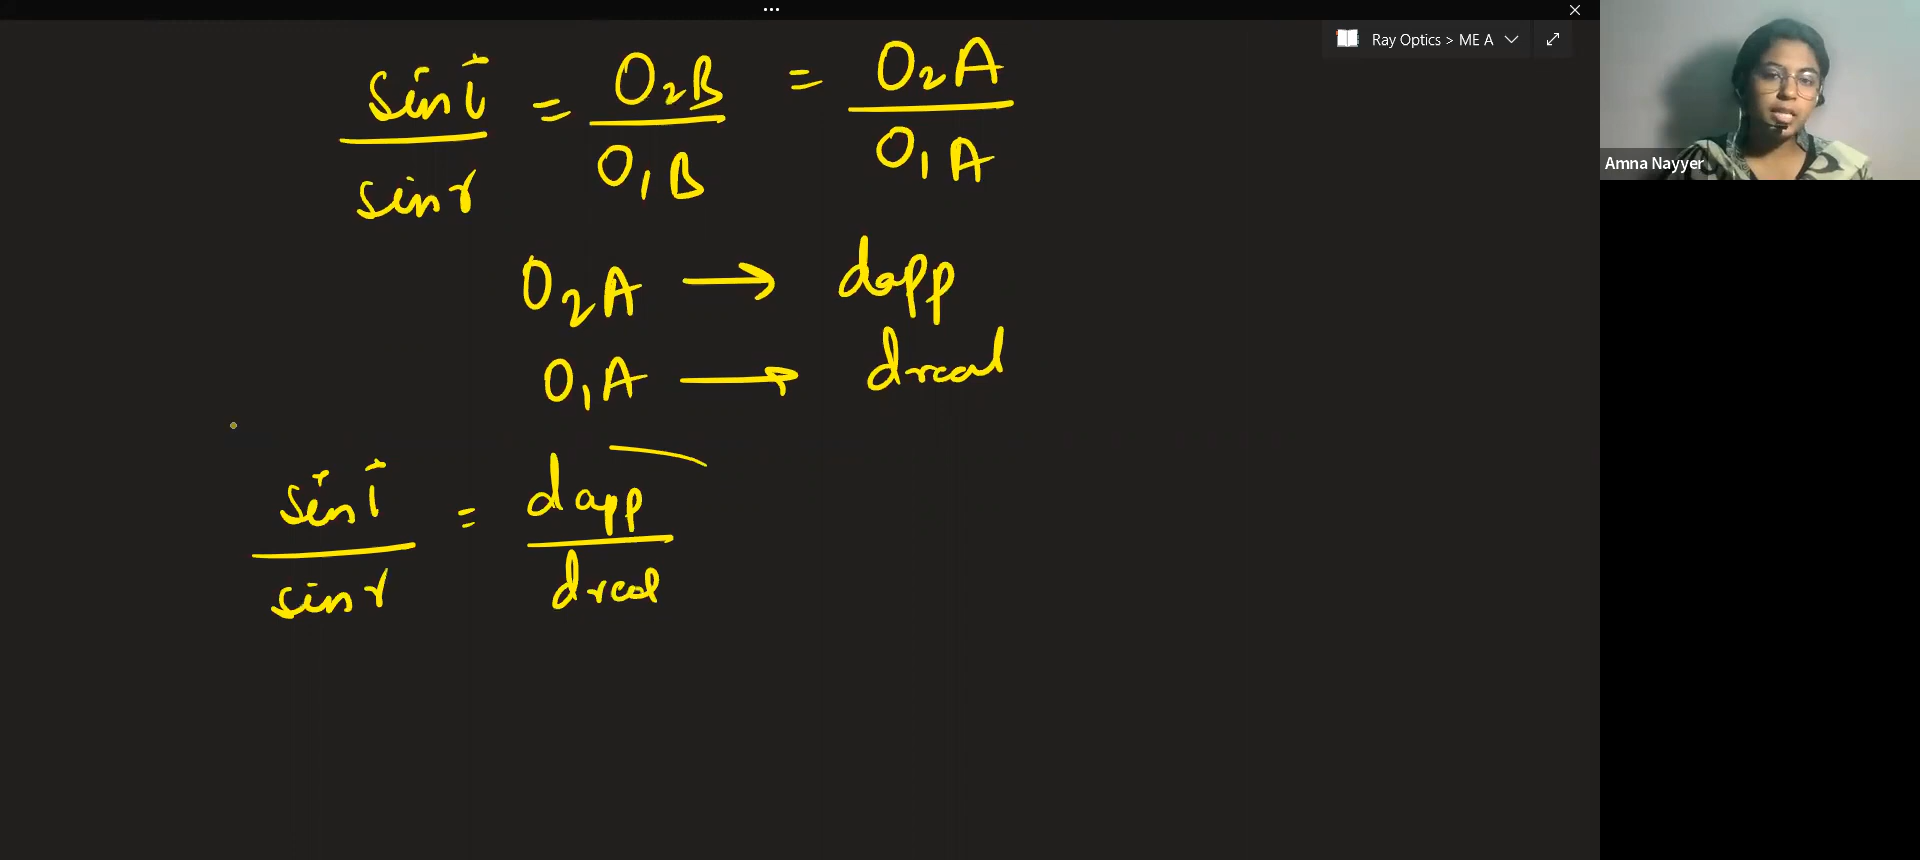 Ray Optics > ME A
Amna Nayyer
sin i / sin r = O₂B / O₁B = O₂A / O₁A
O₂A → dapp
O₁A → dreal
sin i / sin r = dapp / dreal